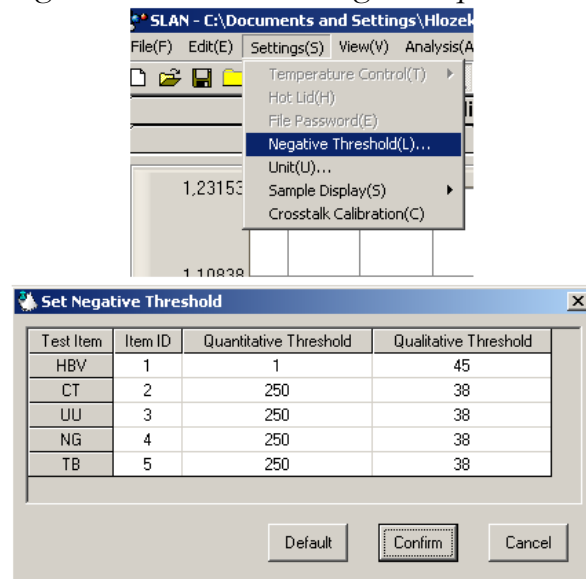 SLAN - C:\Documents and Settings\Hlozek
File(F) Edit(E) Settings(S) View(V) Analysis(A
Temperature Control(T)
Hot Lid(H)
File Password(E)
Negative Threshold(L)...
Unit(U)...
Sample Display(S)
Crosstalk Calibration(C)
1,23153
1,10838
Set Negative Threshold
Test Item Item ID Quantitative Threshold Qualitative Threshold
HBV 1 1 45
CT 2 250 38
UU 3 250 38
NG 4 250 38
TB 5 250 38
Default Confirm Cancel